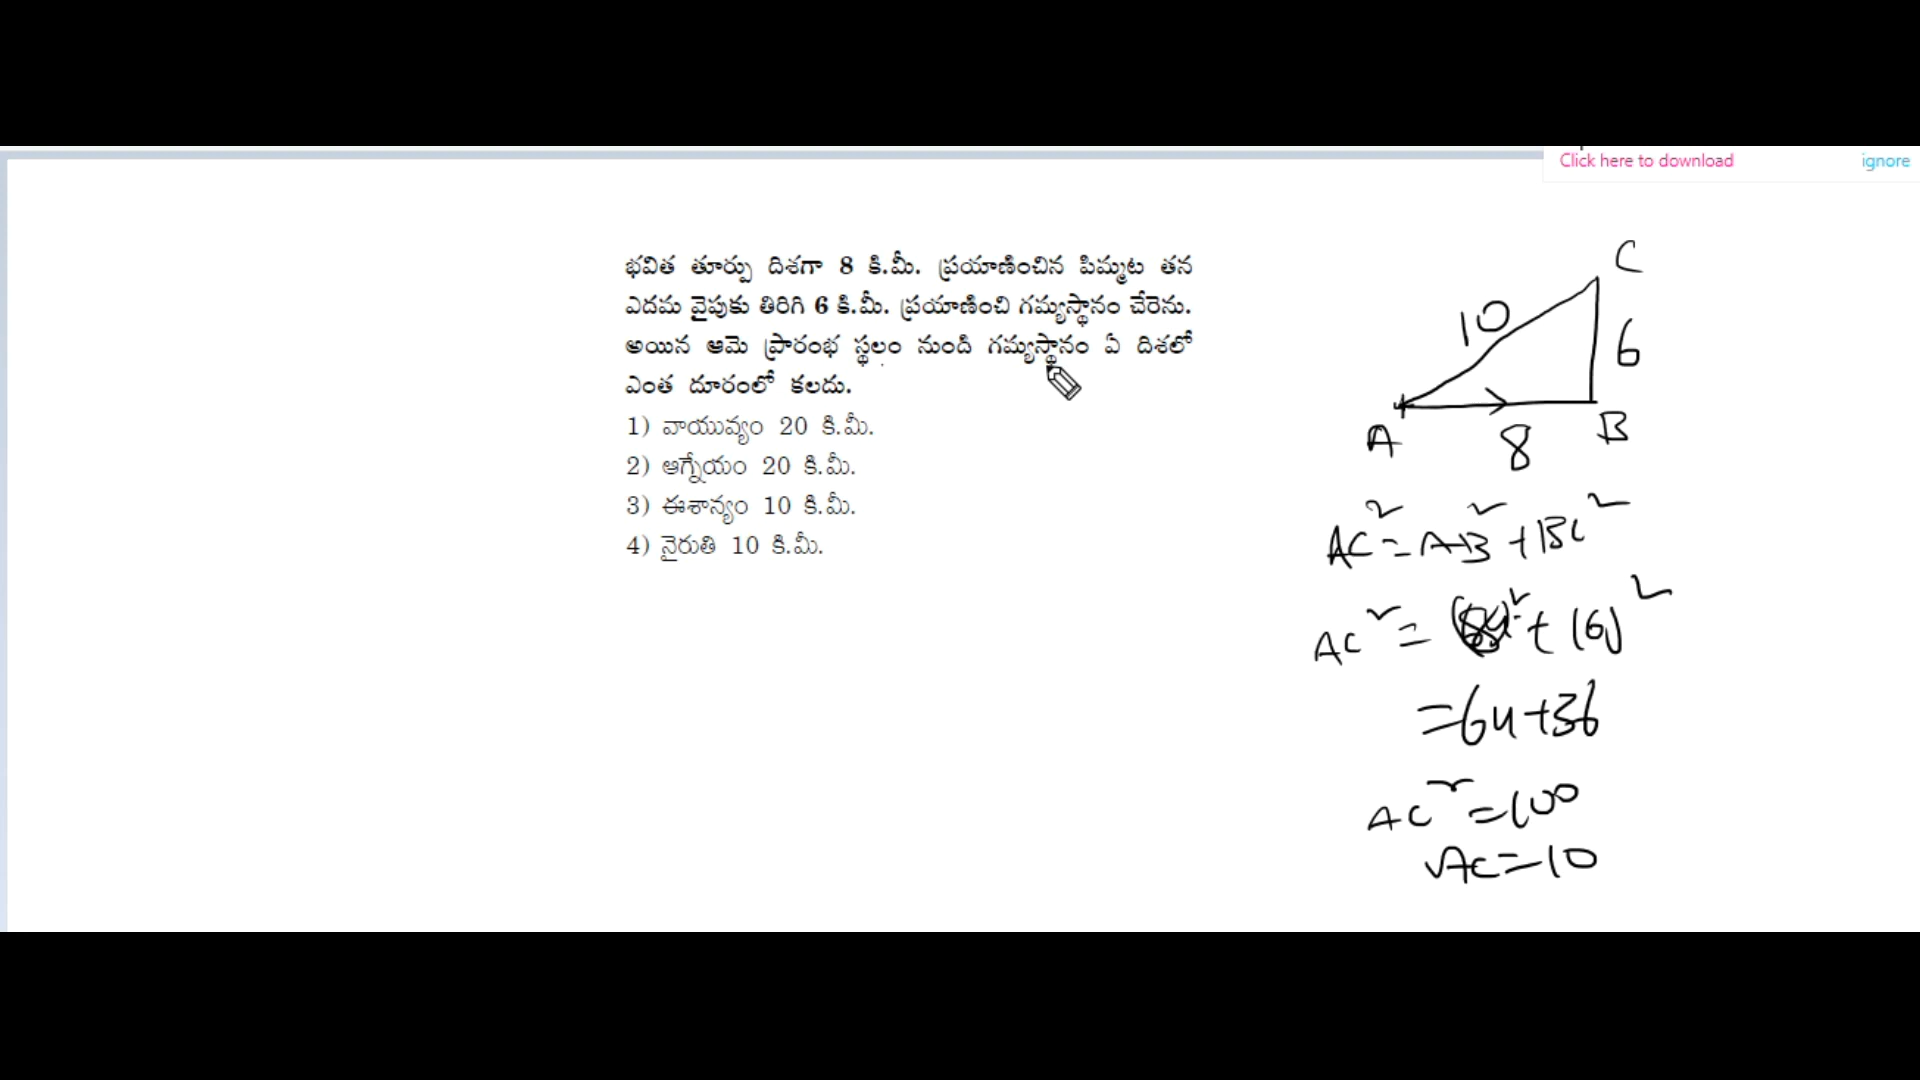 Click here to download ignore
భవిత తూర్పు దిశగా 8 కి.మీ. ప్రయాణించిన పిమ్మట తన
ఎదమ వైపుకు తిరిగి 6 కి.మీ. ప్రయాణించి గమ్యస్థానం చేరెను.
అయిన ఆమె ప్రారంభ స్థలం నుండి గమ్యస్థానం ఏ దిశలో
ఎంత దూరంలో కలదు.
1) వాయువ్యం 20 కి.మీ.
2) ఆగ్నేయం 20 కి.మీ.
3) ఈశాన్యం 10 కి.మీ.
4) నైరుతి 10 కి.మీ.
C
10
6
A
8
B
AC² = AB² + BC²
AC² = (8)² + (6)²
= 64+36
AC² = 100
AC = 10